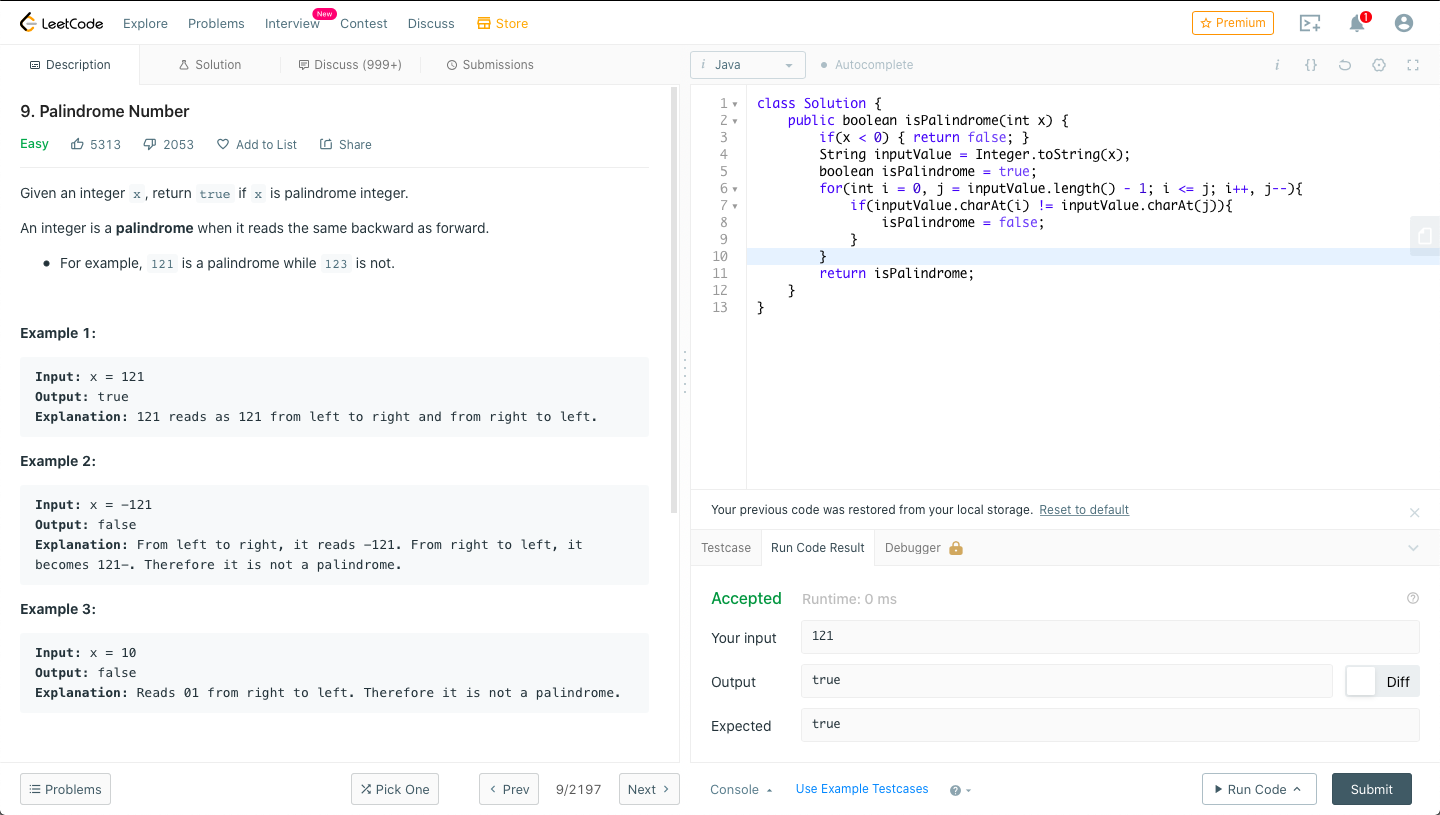 LeetCode Explore Problems Interview New Contest Discuss Store Premium 1
Description Solution Discuss (999+) Submissions
9. Palindrome Number
Easy 5313 2053 Add to List Share
Given an integer x, return true if x is palindrome integer.
An integer is a palindrome when it reads the same backward as forward.
• For example, 121 is a palindrome while 123 is not.
Example 1:
Input: x = 121
Output: true
Explanation: 121 reads as 121 from left to right and from right to left.
Example 2:
Input: x = -121
Output: false
Explanation: From left to right, it reads -121. From right to left, it
becomes 121-. Therefore it is not a palindrome.
Example 3:
Input: x = 10
Output: false
Explanation: Reads 01 from right to left. Therefore it is not a palindrome.
Problems Pick One Prev 9/2197 Next
i Java Autocomplete i {}
1 class Solution {
2     public boolean isPalindrome(int x) {
3         if(x < 0) { return false; }
4         String inputValue = Integer.toString(x);
5         boolean isPalindrome = true;
6         for(int i = 0, j = inputValue.length() - 1; i <= j; i++, j--){
7             if(inputValue.charAt(i) != inputValue.charAt(j)){
8                 isPalindrome = false;
9             }
10         }
11         return isPalindrome;
12     }
13 }
Your previous code was restored from your local storage. Reset to default
Testcase Run Code Result Debugger
Accepted Runtime: 0 ms
Your input 121
Output true Diff
Expected true
Console Use Example Testcases Run Code Submit